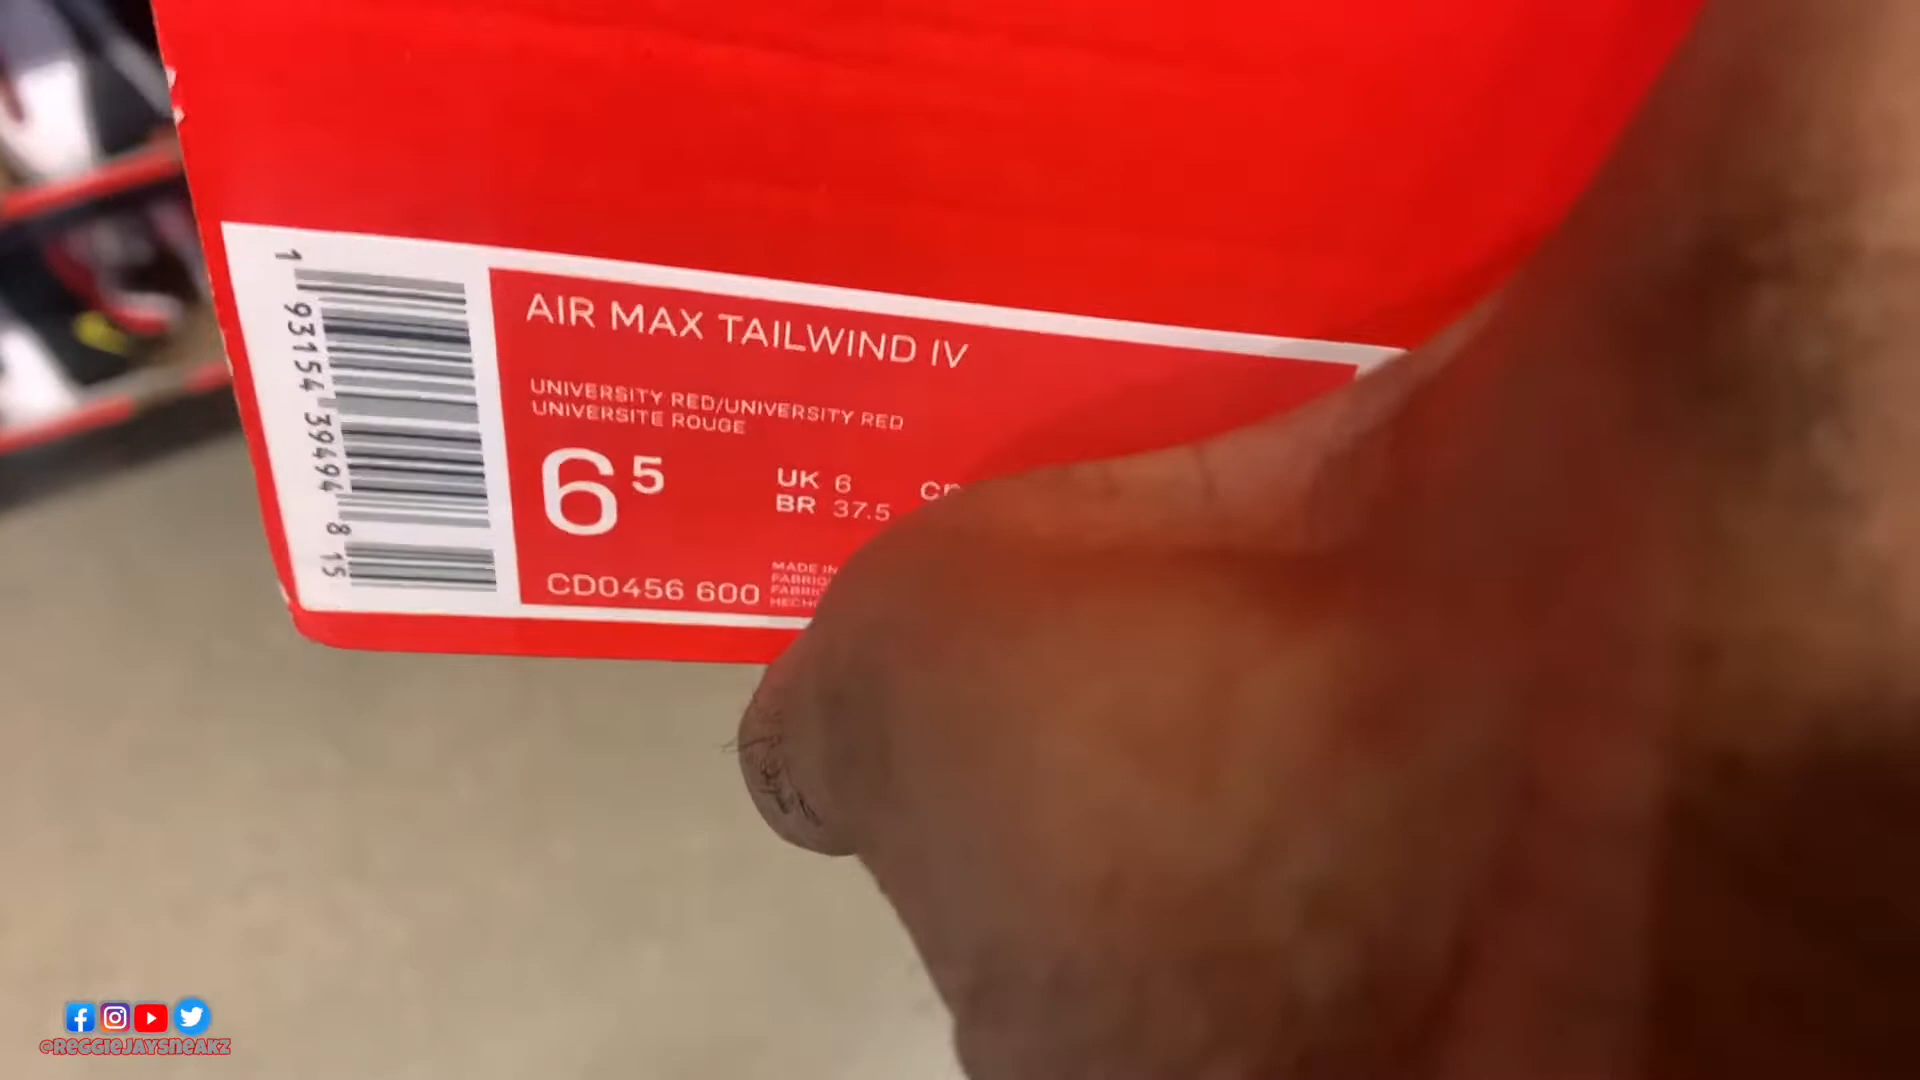 AIR MAX TAILWIND IV
UNIVERSITY RED/UNIVERSITY RED
UNIVERSITE ROUGE
6 5
UK 6
BR 37.5
CD0456 600
MADE IN
1 93154 39494 8 15
@REGGIEJAYSNEAKZ